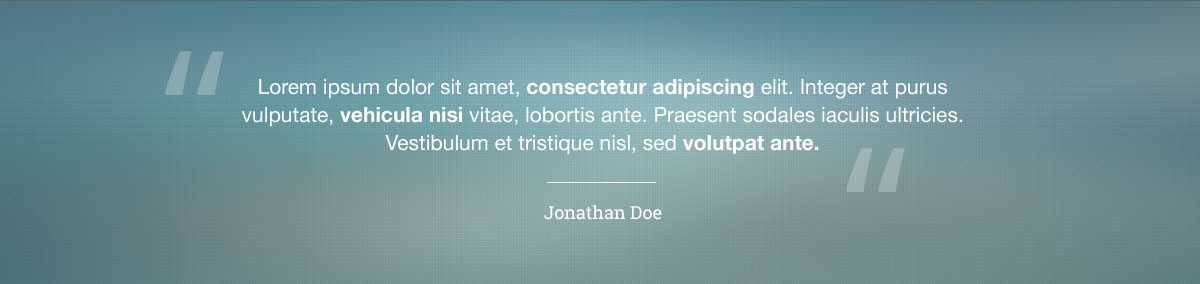 Lorem ipsum dolor sit amet, consectetur adipiscing elit. Integer at purus
vulputate, vehicula nisi vitae, lobortis ante. Praesent sodales iaculis ultricies.
Vestibulum et tristique nisl, sed volutpat ante.
Jonathan Doe